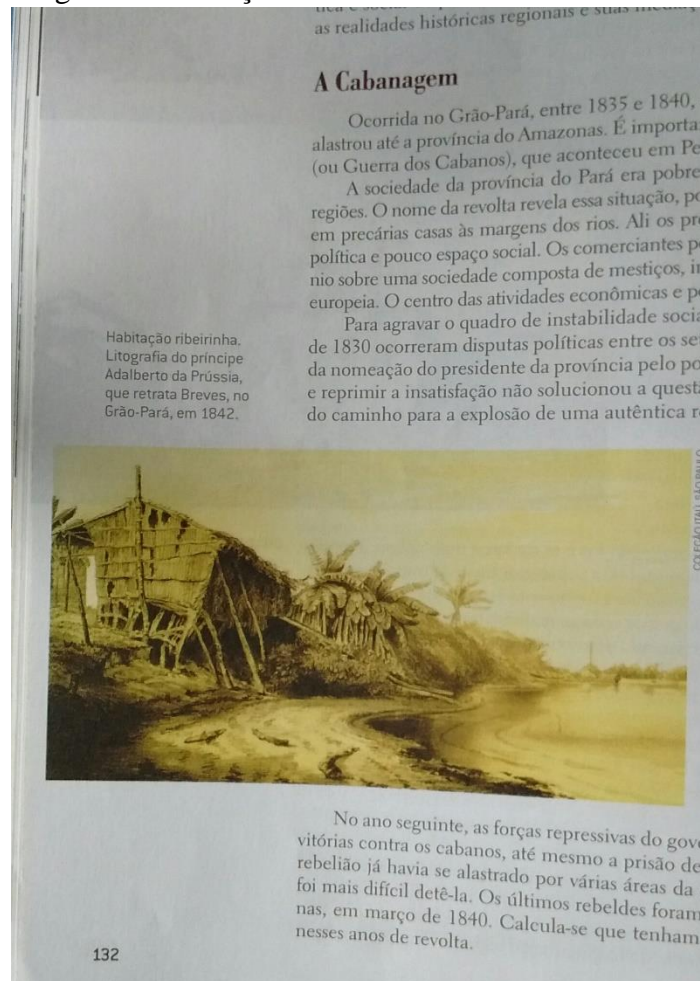 as realidades históricas regionais e suas
A Cabanagem
Ocorrida no Grão-Pará, entre 1835 e 1840,
alastrou até a província do Amazonas. É importa
(ou Guerra dos Cabanos), que aconteceu em Pe
A sociedade da província do Pará era pobre
regiões. O nome da revolta revela essa situação, po
em precárias casas às margens dos rios. Ali os pr
política e pouco espaço social. Os comerciantes p
nio sobre uma sociedade composta de mestiços, i
europeia. O centro das atividades econômicas e p
Para agravar o quadro de instabilidade socia
de 1830 ocorreram disputas políticas entre os se
da nomeação do presidente da província pelo po
e reprimir a insatisfação não solucionou a quest
do caminho para a explosão de uma autêntica r
Habitação ribeirinha.
Litografia do príncipe
Adalberto da Prússia,
que retrata Breves, no
Grão-Pará, em 1842.
COLEÇÃO ITAÚ, SÃO PAULO
No ano seguinte, as forças repressivas do gov
vitórias contra os cabanos, até mesmo a prisão de
rebelião já havia se alastrado por várias áreas da
foi mais difícil detê-la. Os últimos rebeldes foram
nas, em março de 1840. Calcula-se que tenham
nesses anos de revolta.
132